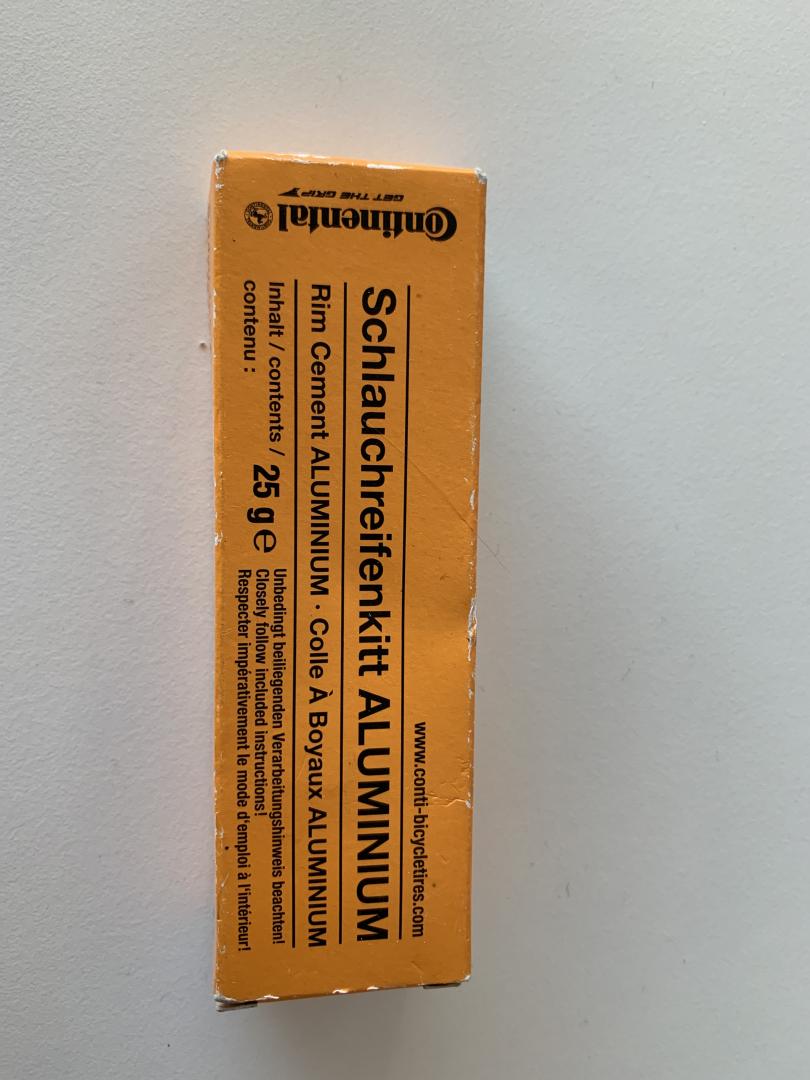 Continental
GET THE GRIP
www.conti-bicycletires.com
Schlauchreifenkitt ALUMINIUM
Rim Cement ALUMINIUM · Colle À Boyaux ALUMINIUM
Inhalt / contents /
contenu :
25 g ℮
Unbedingt beiliegenden Verarbeitungshinweis beachten!
Closely follow included instructions!
Respecter impérativement le mode d'emploi à l'intérieur!